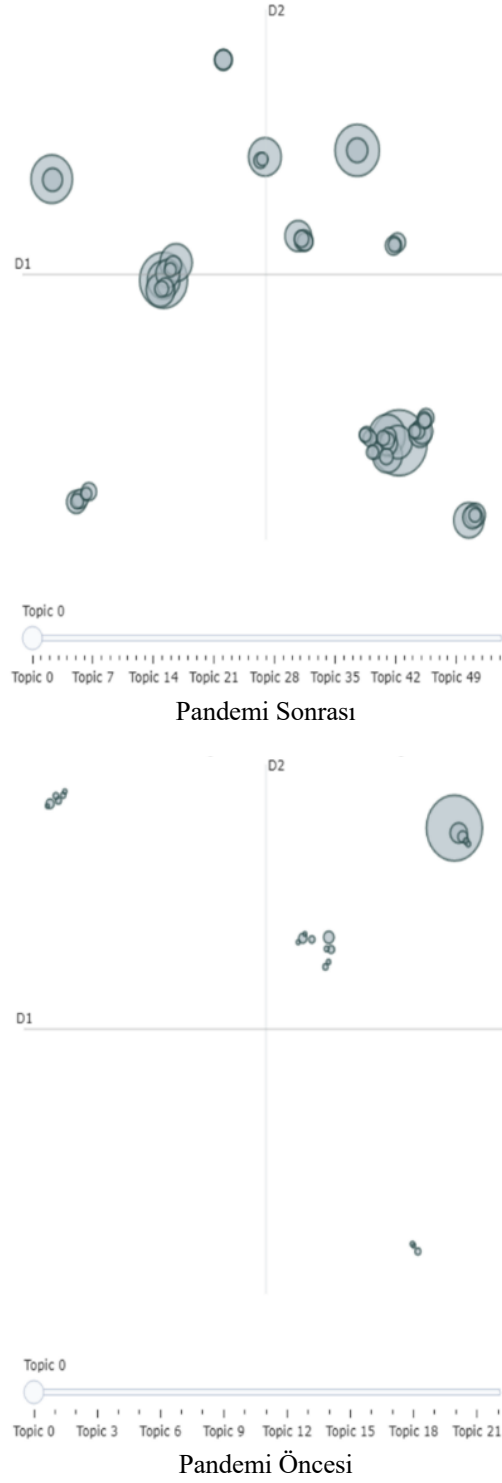 D2
D1
Topic 0
Topic 0 Topic 7 Topic 14 Topic 21 Topic 28 Topic 35 Topic 42 Topic 49
Pandemi Sonrası
D2
D1
Topic 0
Topic 0 Topic 3 Topic 6 Topic 9 Topic 12 Topic 15 Topic 18 Topic 21
Pandemi Öncesi